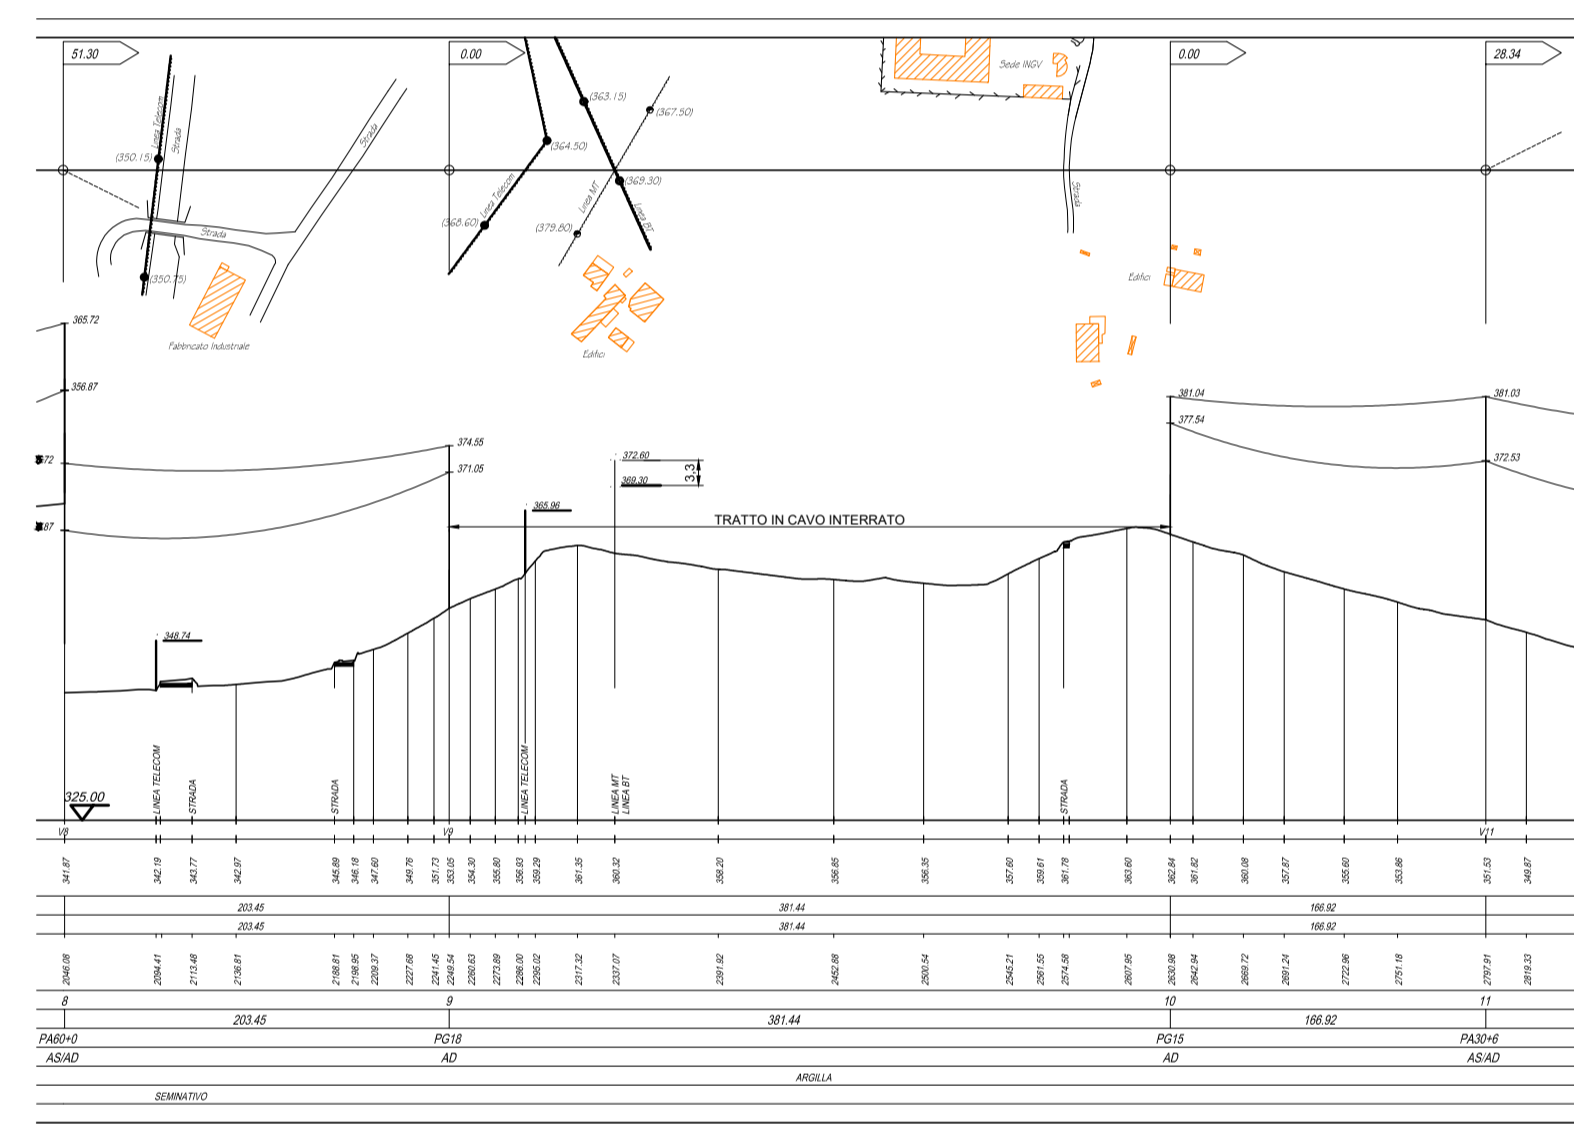 51.30
0.00
0.00
28.34
Linea Telecom
Strada
(350.15)
Strada
(363.15)
(367.50)
(364.50)
Sede INGV
Linea Telecom
Linea MT
(369.30)
Strada
(368.60)
(379.80)
Linea BT
Strada
(350.75)
Edifici
Fabbricato Industriale
Edifici
365.72
356.87
381.04
381.03
377.54
374.55
371.05
372.60
369.30
3,3
372.53
365.96
TRATTO IN CAVO INTERRATO
348.74
325.00
LINEA TELECOM
STRADA
STRADA
LINEA TELECOM
LINEA MT
LINEA BT
STRADA
V8
V9
V11
341.87 342.19 343.77 342.97 345.89 346.18 347.60 349.76 351.73 353.05 354.30 355.80 356.93 359.29 361.35 360.32 358.20 356.85 356.35 357.60 359.61 361.78 363.60 362.84 361.82 360.08 357.87 355.60 353.86 351.53 349.87
203.45 381.44 166.92
203.45 381.44 166.92
2046.08 2094.41 2113.48 2136.81 2188.81 2198.95 2209.37 2227.68 2241.45 2249.54 2260.63 2273.89 2286.00 2295.02 2317.32 2337.07 2391.92 2452.88 2500.54 2545.21 2561.55 2574.58 2607.95 2630.98 2642.94 2669.72 2691.24 2722.96 2751.18 2797.91 2819.33
8 9 10 11
203.45 381.44 166.92
PA60+0 PG18 PG15 PA30+6
AS/AD AD AD AS/AD
ARGILLA
SEMINATIVO